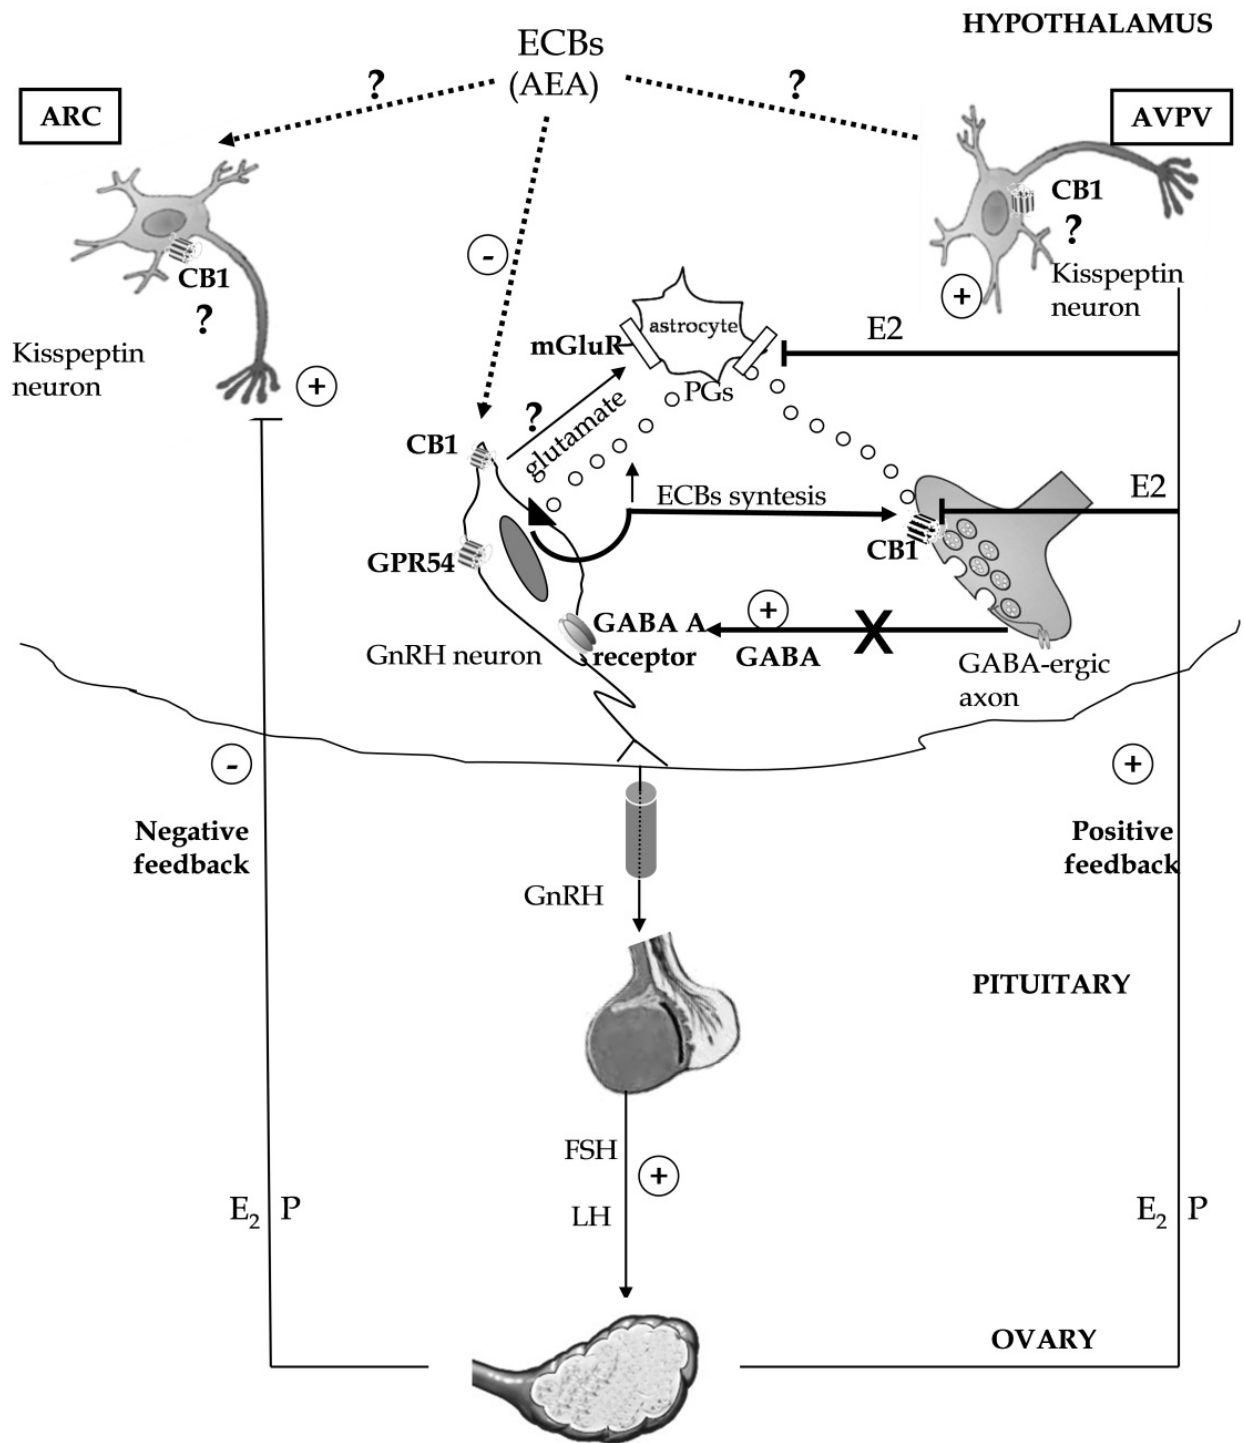 HYPOTHALAMUS
ECBs
(AEA)
?
?
ARC
AVPV
CB1
?
Kisspeptin
neuron
+
CB1
?
Kisspeptin
neuron
+
-
astrocyte
mGluR
PGs
E2
?
glutamate
CB1
ECBs syntesis
E2
CB1
GPR54
+
GABA A
receptor
GABA
X
GnRH neuron
GABA-ergic
axon
-
+
Negative
feedback
Positive
feedback
GnRH
PITUITARY
FSH
+
LH
E₂ P
E₂ P
OVARY